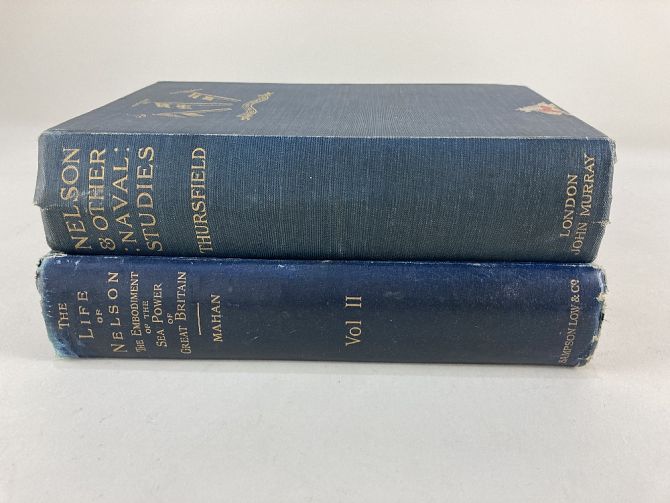 NELSON
& OTHER
:NAVAL:
STUDIES
THURSFIELD
LONDON
JOHN MURRAY
THE
LIFE
OF
NELSON
THE EMBODIMENT
OF THE
SEA POWER
OF
GREAT BRITAIN
MAHAN
Vol II
SAMPSON LOW & Co